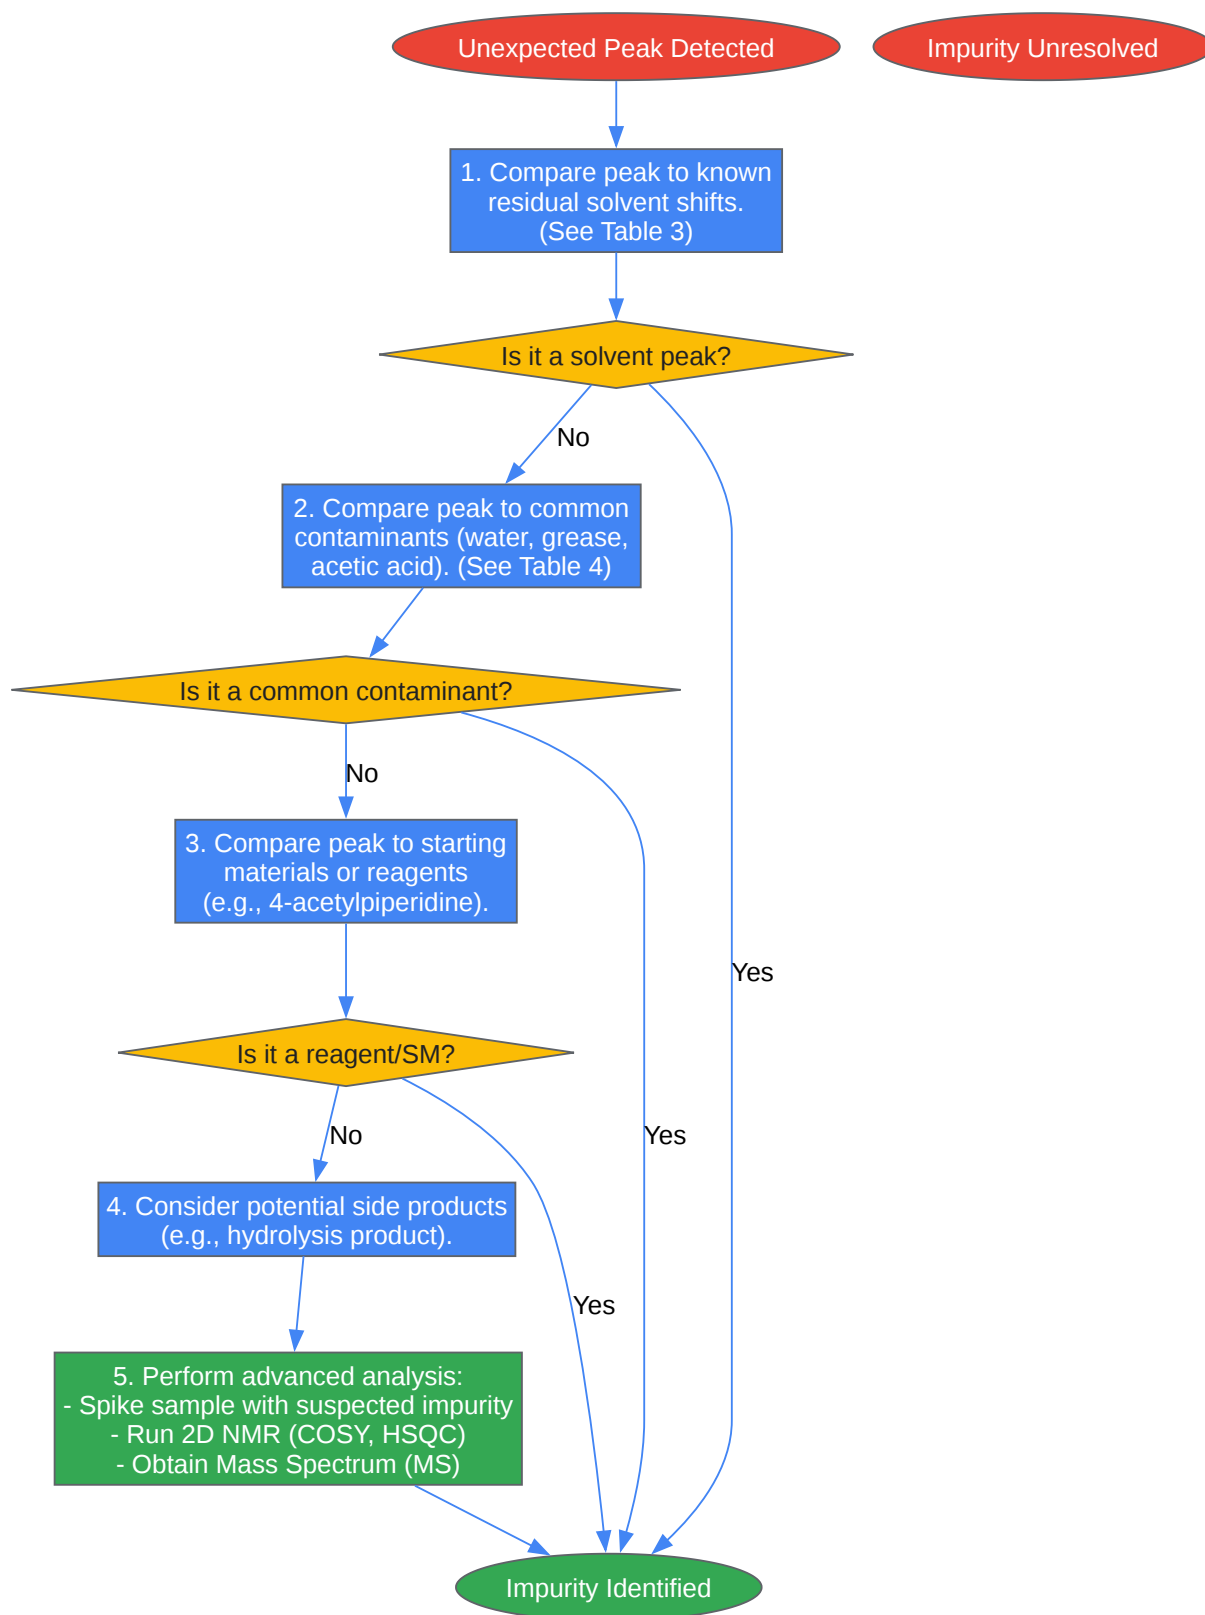 Unexpected Peak Detected
Impurity Unresolved
1. Compare peak to known
residual solvent shifts.
(See Table 3)
Is it a solvent peak?
No
2. Compare peak to common
contaminants (water, grease,
acetic acid). (See Table 4)
Is it a common contaminant?
No
3. Compare peak to starting
materials or reagents
(e.g., 4-acetylpiperidine).
Yes
Is it a reagent/SM?
No
Yes
4. Consider potential side products
(e.g., hydrolysis product).
Yes
5. Perform advanced analysis:
- Spike sample with suspected impurity
- Run 2D NMR (COSY, HSQC)
- Obtain Mass Spectrum (MS)
Impurity Identified